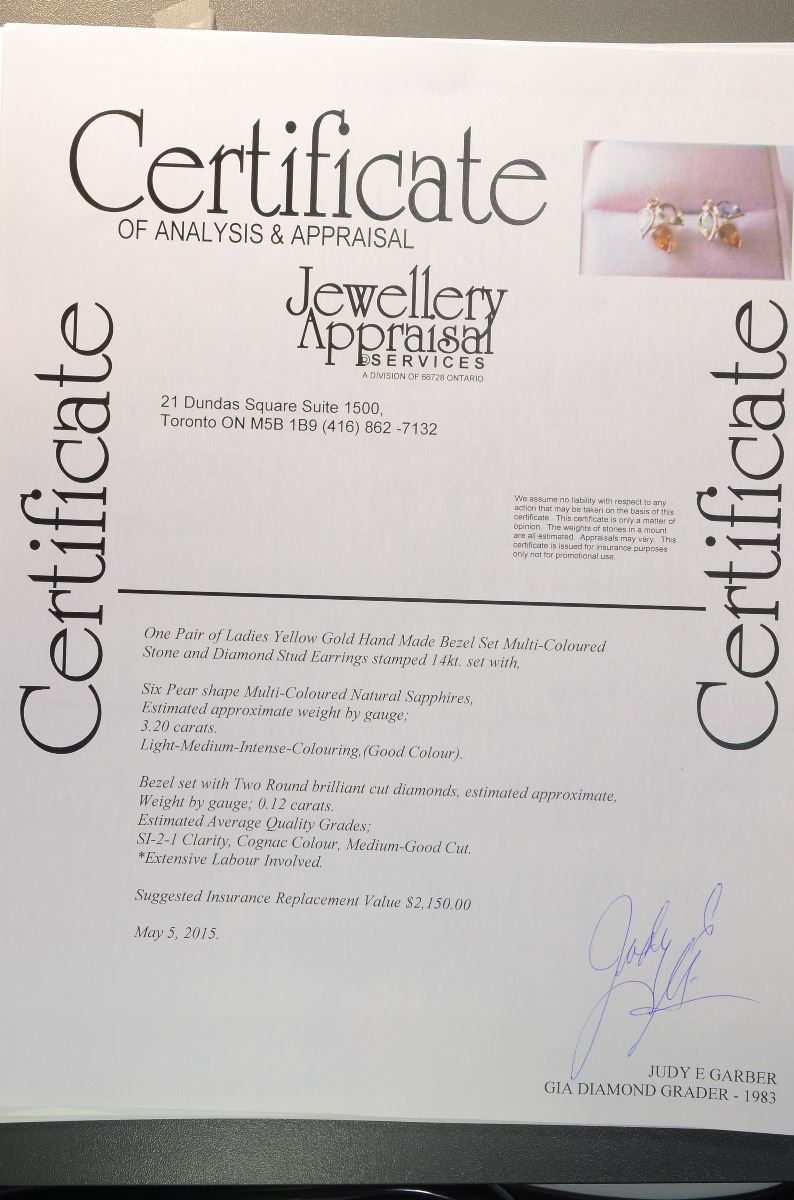 Certificate
OF ANALYSIS & APPRAISAL
Jewellery
Appraisal
©SERVICES
A DIVISION OF 66728 ONTARIO
21 Dundas Square Suite 1500,
Toronto ON M5B 1B9 (416) 862 -7132
Certificate
Certificate
We assume no liability with respect to any
action that may be taken on the basis of this
certificate. This certificate is only a matter of
opinion. The weights of stones in a mount
are all estimated. Appraisals may vary. This
certificate is issued for insurance purposes
only not for promotional use.
One Pair of Ladies Yellow Gold Hand Made Bezel Set Multi-Coloured
Stone and Diamond Stud Earrings stamped 14kt. set with,
Six Pear shape Multi-Coloured Natural Sapphires,
Estimated approximate weight by gauge;
3.20 carats.
Light-Medium-Intense-Colouring,(Good Colour).
Bezel set with Two Round brilliant cut diamonds, estimated approximate,
Weight by gauge; 0.12 carats.
Estimated Average Quality Grades;
SI-2-1 Clarity, Cognac Colour, Medium-Good Cut.
*Extensive Labour Involved.
Suggested Insurance Replacement Value $2,150.00
May 5, 2015.
Judy E
JUDY E GARBER
GIA DIAMOND GRADER - 1983